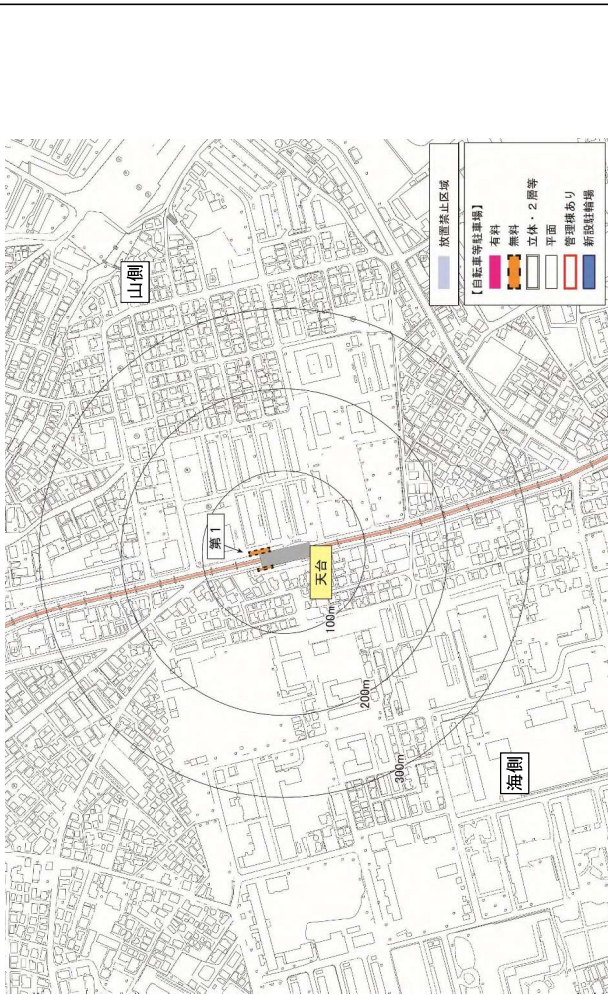 山側
第1
天台
100m
200m
300m
海側
放置禁止区域
【自転車等駐車場】
有料
無料
立体・2層等
平面
管理棟あり
新設駐輪場